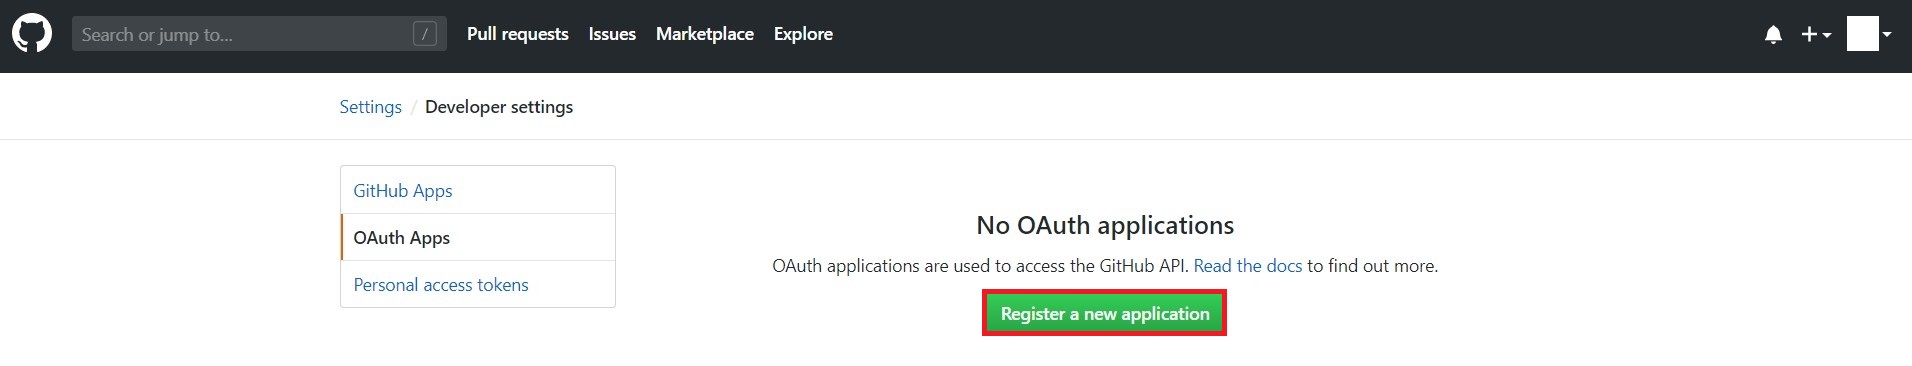 Search or jump to... /
Pull requests Issues Marketplace Explore
Settings / Developer settings
GitHub Apps
OAuth Apps
Personal access tokens
No OAuth applications
OAuth applications are used to access the GitHub API. Read the docs to find out more.
Register a new application